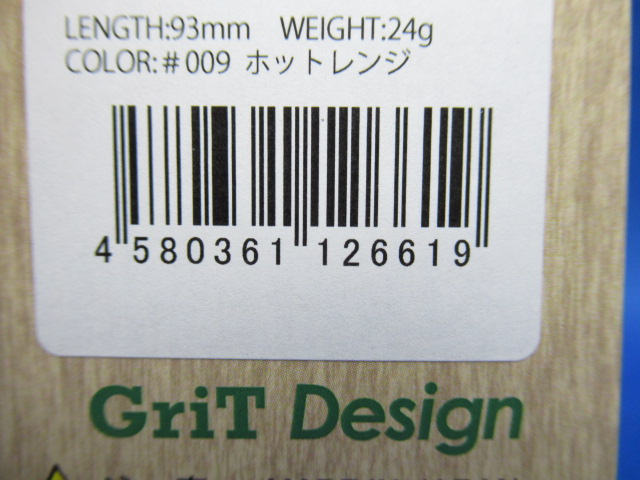 LENGTH:93mm WEIGHT:24g
COLOR:#009 ホットレンジ
4 580361 126619
GriT Design